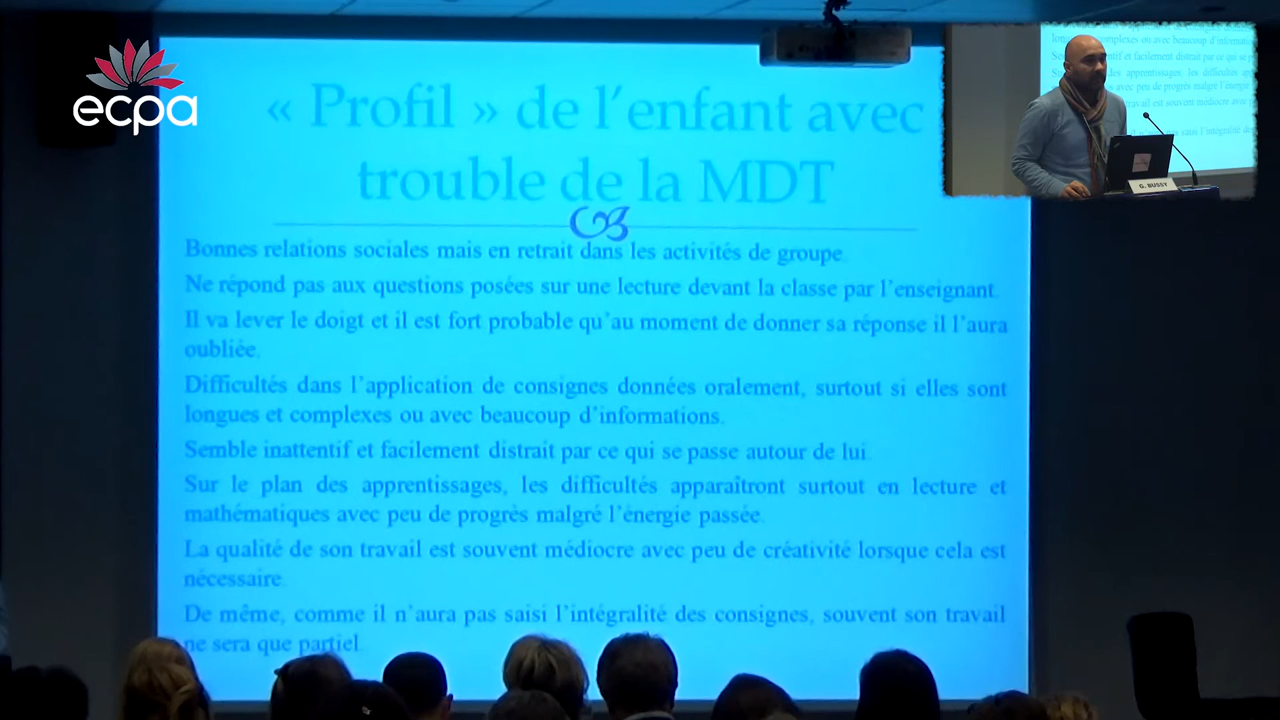 ecpa
« Profil » de l'enfant avec
trouble de la MDT
Bonnes relations sociales mais en retrait dans les activités de groupe.
Ne répond pas aux questions posées sur une lecture devant la classe par l'enseignant.
Il va lever le doigt et il est fort probable qu'au moment de donner sa réponse il l'aura
oubliée.
Difficultés dans l'application de consignes données oralement, surtout si elles sont
longues et complexes ou avec beaucoup d'informations.
Semble inattentif et facilement distrait par ce qui se passe autour de lui.
Sur le plan des apprentissages, les difficultés apparaîtront surtout en lecture et
mathématiques avec peu de progrès malgré l'énergie passée.
La qualité de son travail est souvent médiocre avec peu de créativité lorsque cela est
nécessaire.
De même, comme il n'aura pas saisi l'intégralité des consignes, souvent son travail
ne sera que partiel.
G. BUSSY